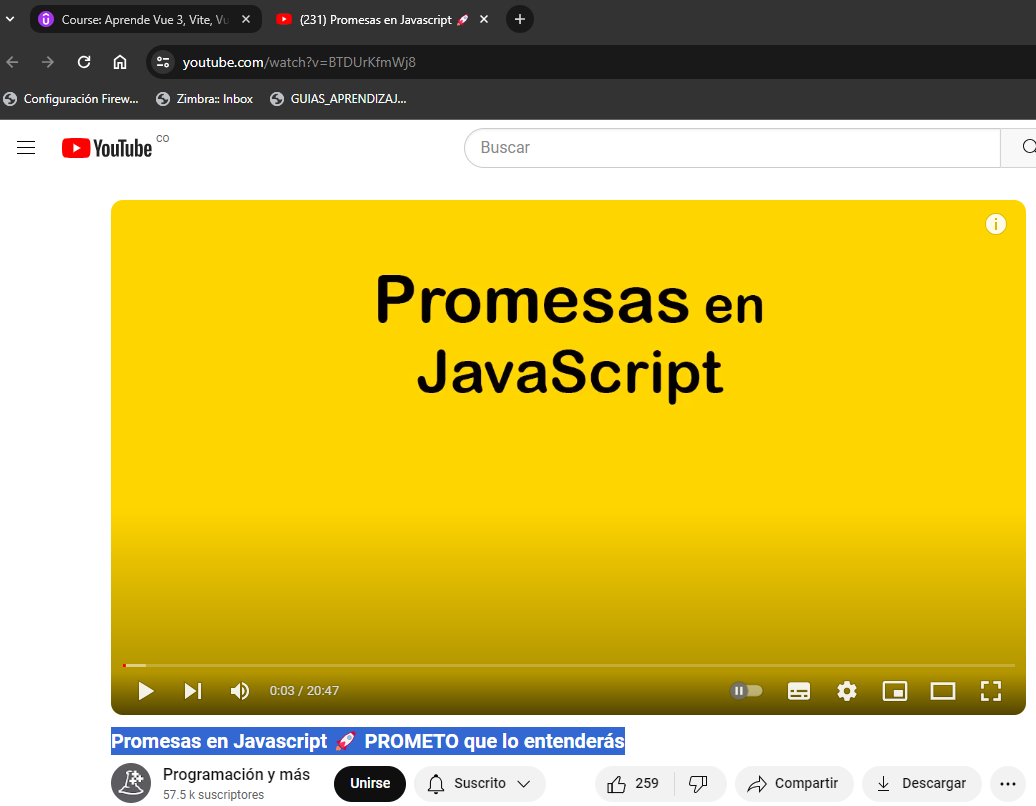 Course: Aprende Vue 3, Vite, Vu
(231) Promesas en Javascript 🚀
youtube.com/watch?v=BTDUrKfmWj8
Configuración Firew...
Zimbra:: Inbox
GUIAS_APRENDIZAJ...
YouTube CO
Buscar
Promesas en
JavaScript
0:03 / 20:47
Promesas en Javascript 🚀 PROMETO que lo entenderás
Programación y más
57.5 k suscriptores
Unirse
Suscrito
259
Compartir
Descargar